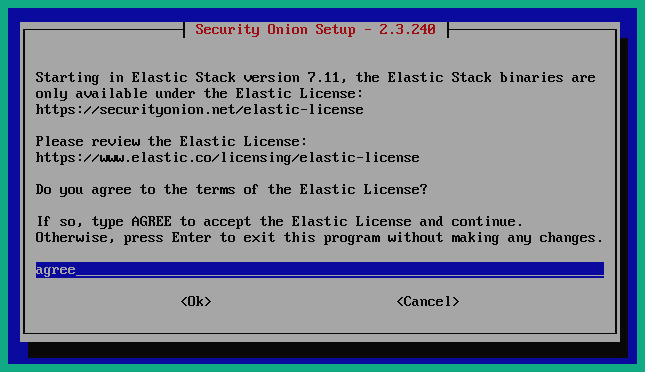 Security Onion Setup - 2.3.240
Starting in Elastic Stack version 7.11, the Elastic Stack binaries are
only available under the Elastic License:
https://securityonion.net/elastic-license
Please review the Elastic License:
https://www.elastic.co/licensing/elastic-license
Do you agree to the terms of the Elastic License?
If so, type AGREE to accept the Elastic License and continue.
Otherwise, press Enter to exit this program without making any changes.
agree
<Ok> <Cancel>